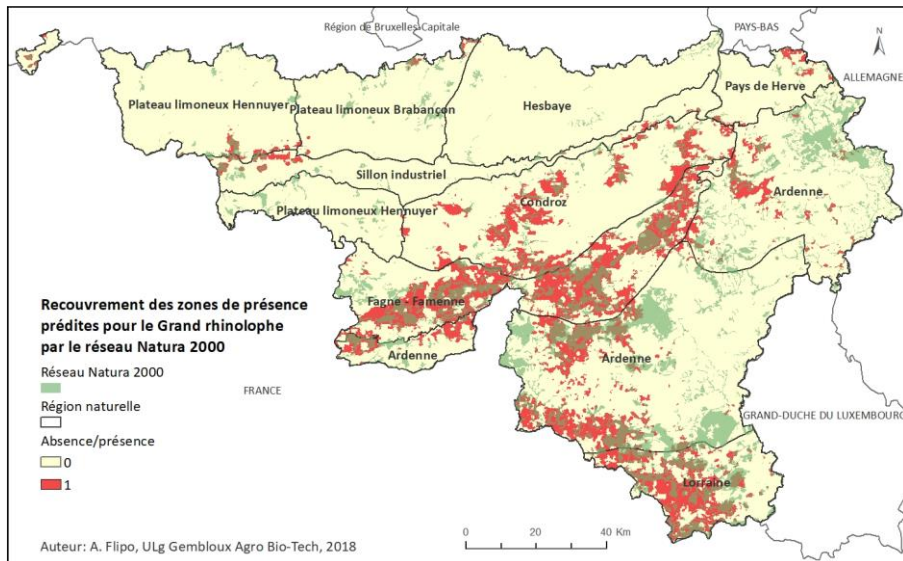 Région de Bruxelles-Capitale
PAYS-BAS
N
ALLEMAGNE
Pays de Herve
Plateau limoneux Hennuyer
Plateau limoneux Brabançon
Hesbaye
Sillon industriel
Ardenne
Condroz
Plateau limoneux Hennuyer
Fagne - Famenne
Ardenne
Ardenne
FRANCE
GRAND-DUCHE DU LUXEMBOURG
Lorraine
Recouvrement des zones de présence
prédites pour le Grand rhinolophe
par le réseau Natura 2000
Réseau Natura 2000
Région naturelle
Absence/présence
0
1
0 20 40 Km
Auteur: A. Flipo, ULg Gembloux Agro Bio-Tech, 2018